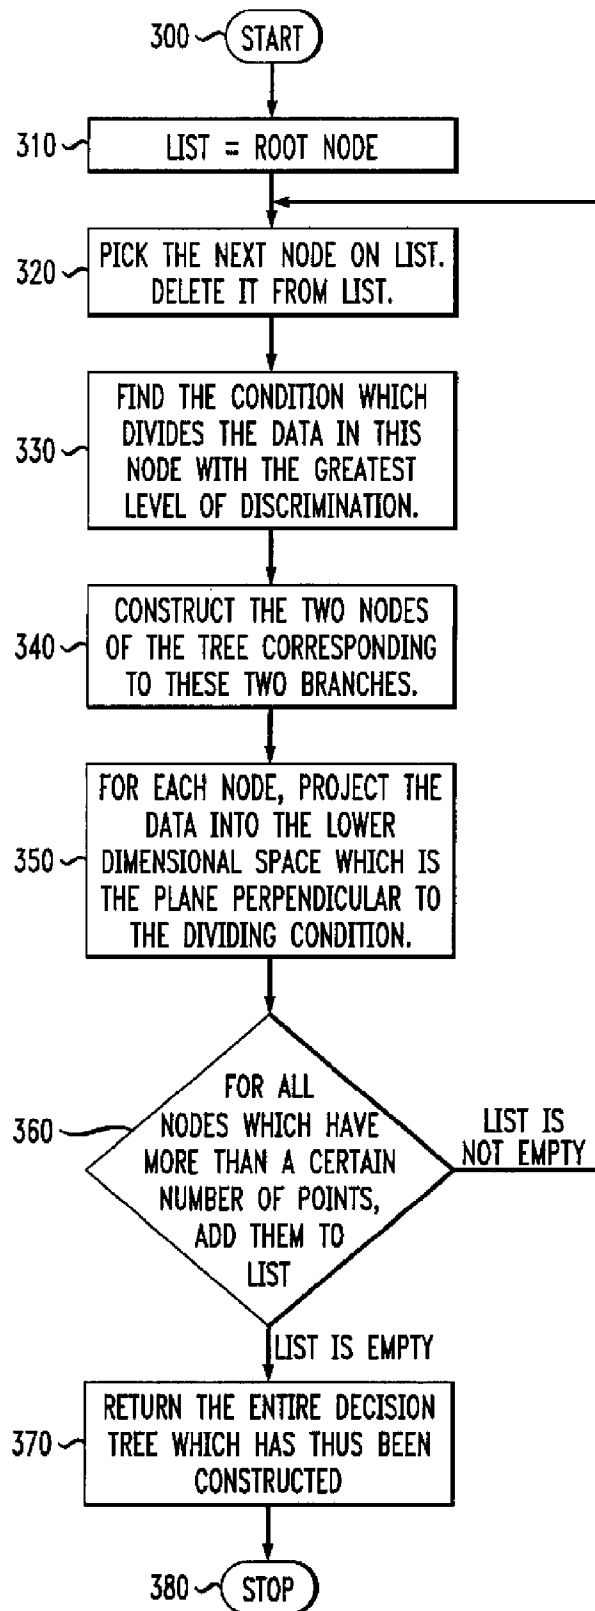 300
START
310
LIST = ROOT NODE
320
PICK THE NEXT NODE ON LIST.
DELETE IT FROM LIST.
330
FIND THE CONDITION WHICH
DIVIDES THE DATA IN THIS
NODE WITH THE GREATEST
LEVEL OF DISCRIMINATION.
340
CONSTRUCT THE TWO NODES
OF THE TREE CORRESPONDING
TO THESE TWO BRANCHES.
350
FOR EACH NODE, PROJECT THE
DATA INTO THE LOWER
DIMENSIONAL SPACE WHICH IS
THE PLANE PERPENDICULAR TO
THE DIVIDING CONDITION.
360
FOR ALL
NODES WHICH HAVE
MORE THAN A CERTAIN
NUMBER OF POINTS,
ADD THEM TO
LIST
LIST IS
NOT EMPTY
LIST IS EMPTY
370
RETURN THE ENTIRE DECISION
TREE WHICH HAS THUS BEEN
CONSTRUCTED
380
STOP